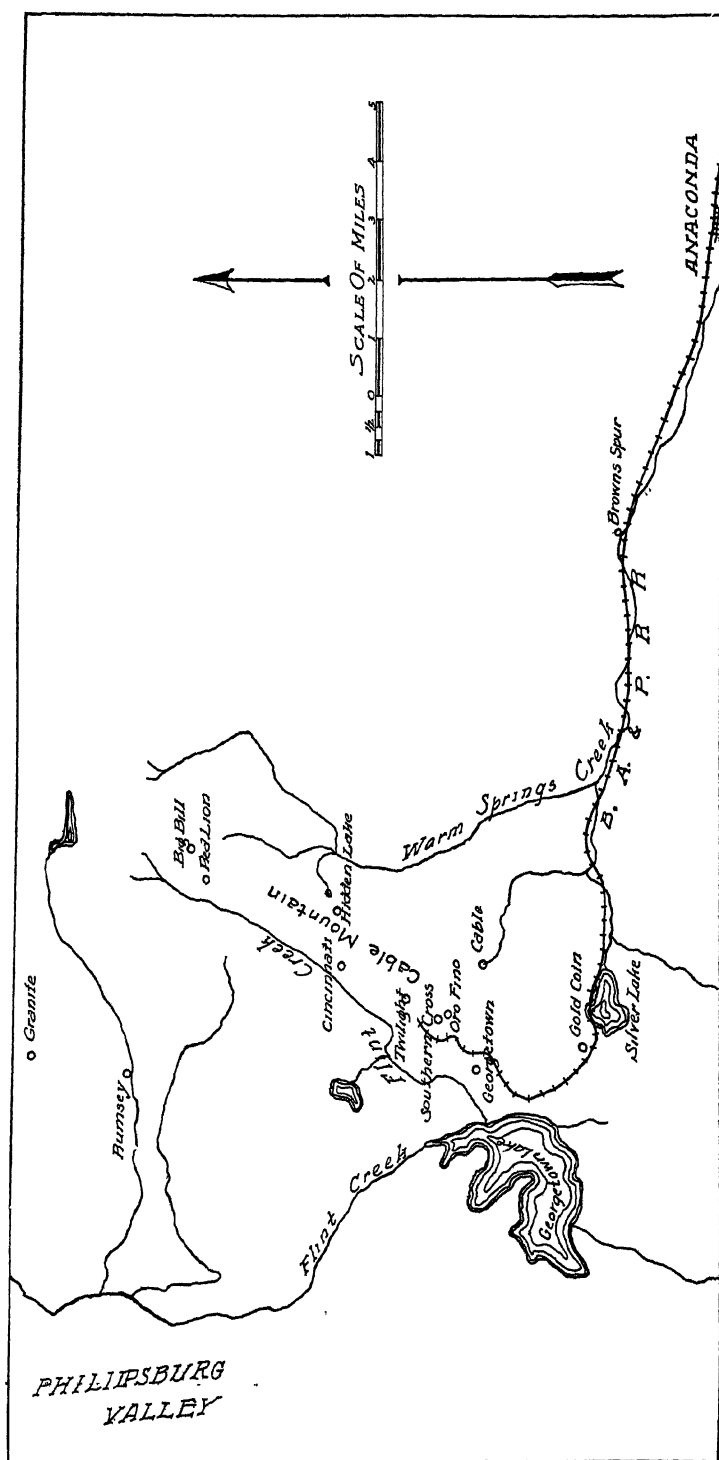 ANACONDA
SCALE OF MILES
1 ½ 0 1 2 3 4 5
Browns Spur
B. A. & P. R R
Warm Springs Creek
Big Bill
Red Lion
Hidden Lake
Cable Mountain
Cincinnati
Flint Creek
Twilight
Southern Cross
Oro Fino
Georgetown
Cable
Gold Coin
Silver Lake
Granite
Rumsey
Georgetown Lake
Flint Creek
PHILIPSBURG
VALLEY